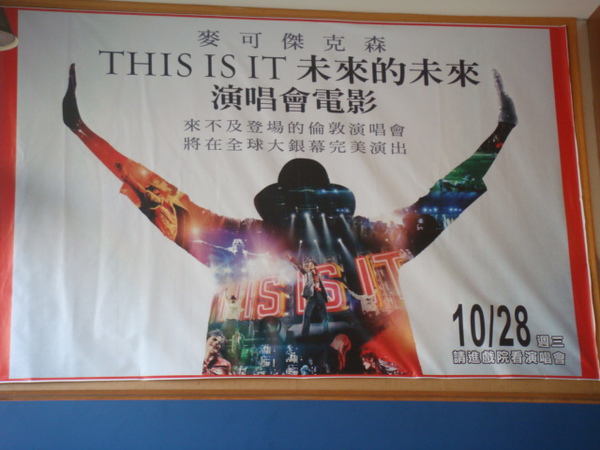 麥可傑克森
THIS IS IT 未來的未來
演唱會電影
來不及登場的倫敦演唱會
將在全球大銀幕完美演出
THIS IS IT
10/28 週三
請進戲院看演唱會